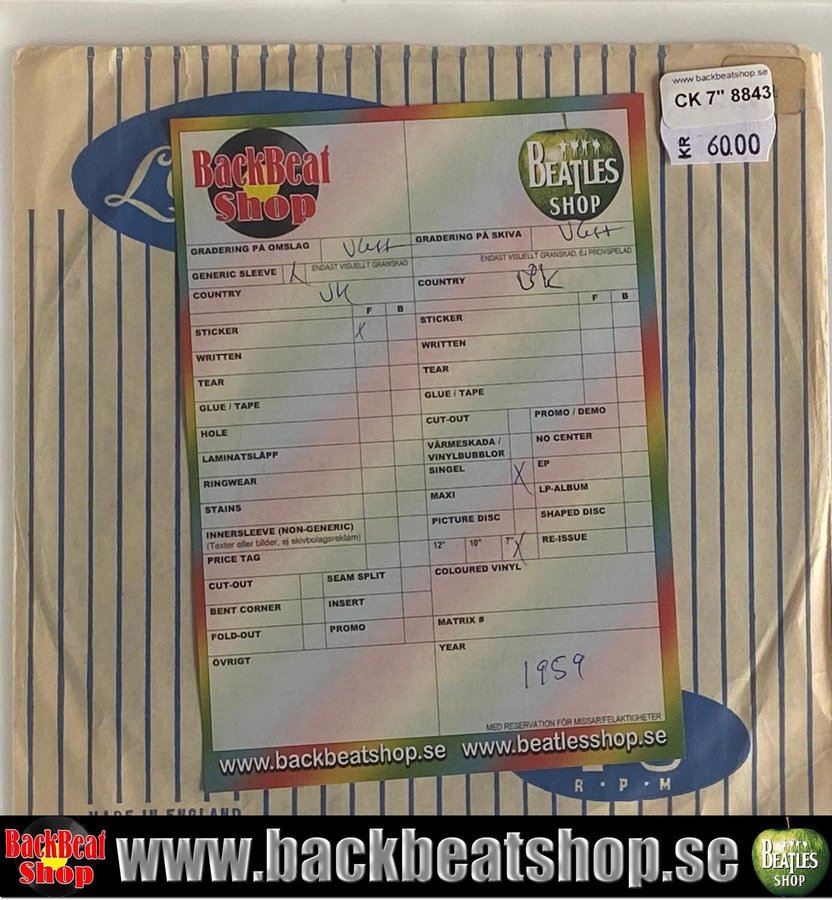 www.backbeatshop.se
CK 7" 8843
KR 60.00
BackBeat
Shop
BEATLES
SHOP
GRADERING PÅ OMSLAG
GRADERING PÅ SKIVA
GENERIC SLEEVE X ENDAST VISUELLT GRANSKAD
ENDAST VISUELLT GRANSKAD, EJ PROVSPELAD
COUNTRY UK
COUNTRY UK
F B
F B
STICKER X
STICKER
WRITTEN
WRITTEN
TEAR
TEAR
GLUE / TAPE
GLUE / TAPE
HOLE
CUT-OUT PROMO / DEMO
LAMINATSLÄPP
VÄRMESKADA /
VINYLBUBBLOR
NO CENTER
RINGWEAR
SINGEL X EP
STAINS
MAXI LP-ALBUM
INNERSLEEVE (NON-GENERIC)
(Texter eller bilder, ej skivbolagsreklam)
PICTURE DISC SHAPED DISC
PRICE TAG
12" 10" 7" X RE-ISSUE
CUT-OUT SEAM SPLIT
COLOURED VINYL
BENT CORNER INSERT
FOLD-OUT PROMO
MATRIX #
ÖVRIGT
YEAR
1959
MED RESERVATION FÖR MISSAR/FELAKTIGHETER
www.backbeatshop.se www.beatlesshop.se
R · P · M
MADE IN ENGLAND
BackBeat
Shop
www.backbeatshop.se
BEATLES
SHOP